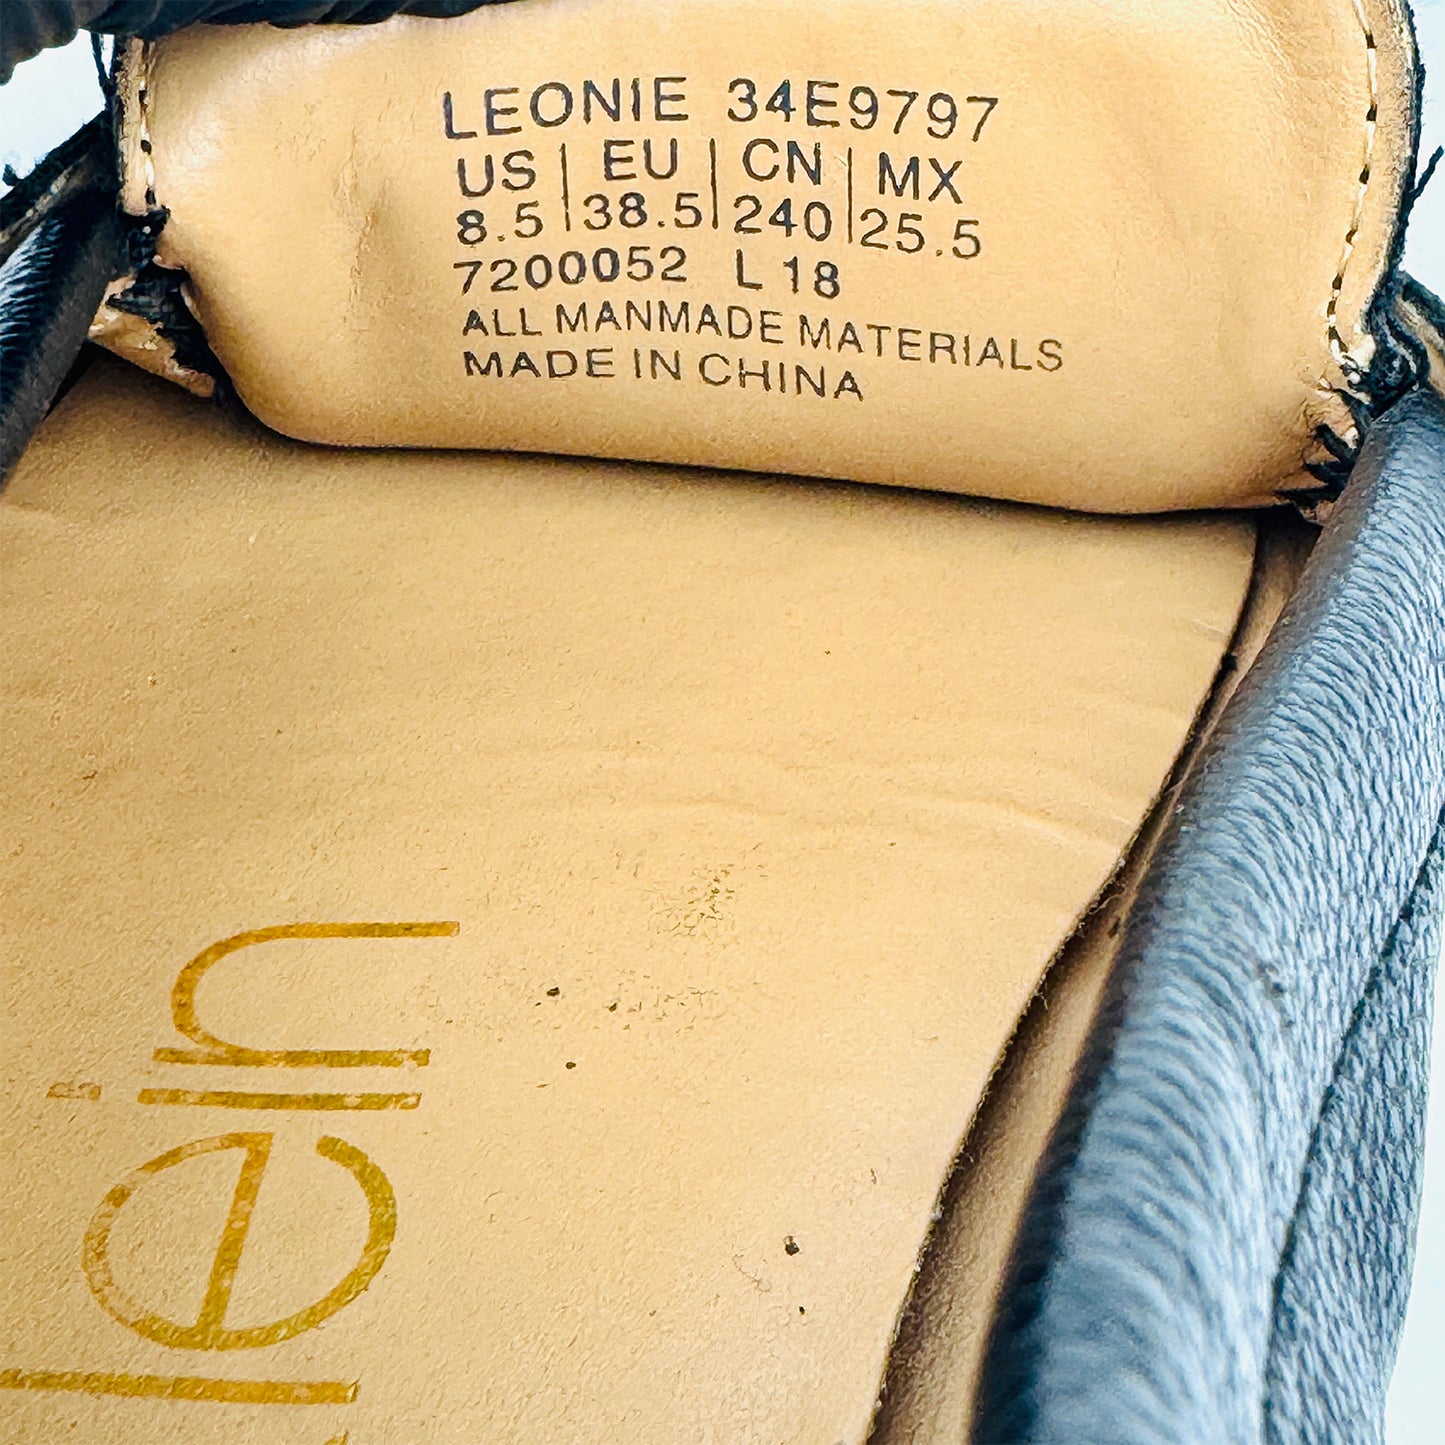 LEONIE 34E9797
US | EU | CN | MX
8.5 | 38.5 | 240 | 25.5
7200052 L 18
ALL MANMADE MATERIALS
MADE IN CHINA
lein